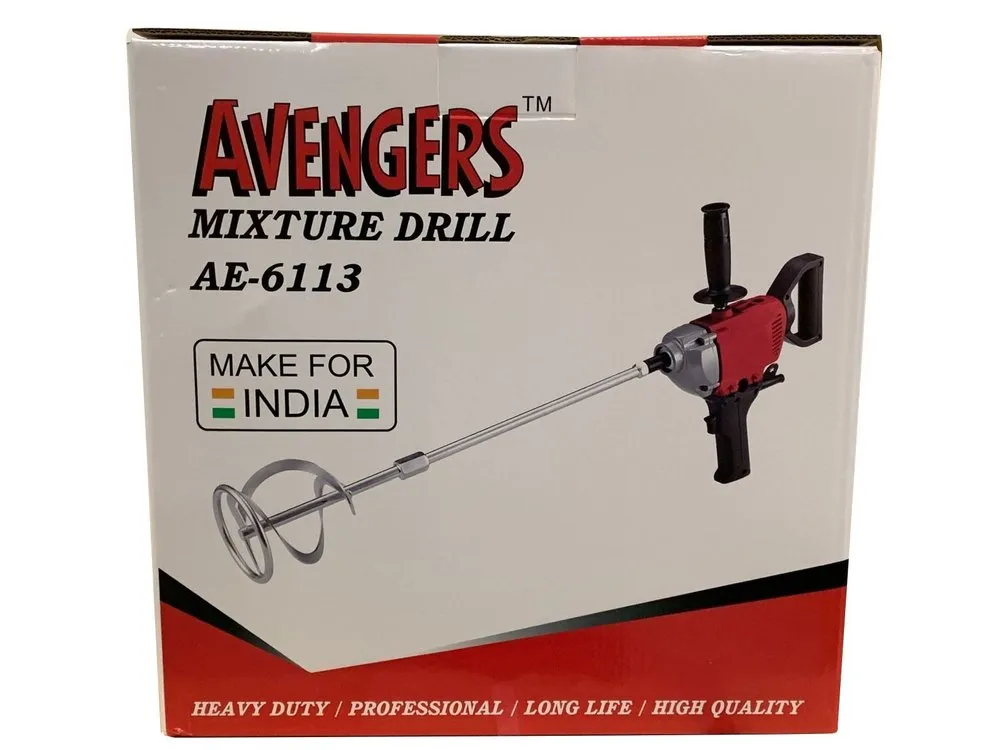 AVENGERS™
MIXTURE DRILL
AE-6113
MAKE FOR
INDIA
HEAVY DUTY / PROFESSIONAL / LONG LIFE / HIGH QUALITY